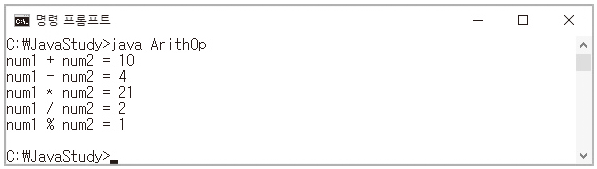 명령 프롬프트
C:₩JavaStudy>java ArithOp
num1 + num2 = 10
num1 - num2 = 4
num1 * num2 = 21
num1 / num2 = 2
num1 % num2 = 1
C:₩JavaStudy>